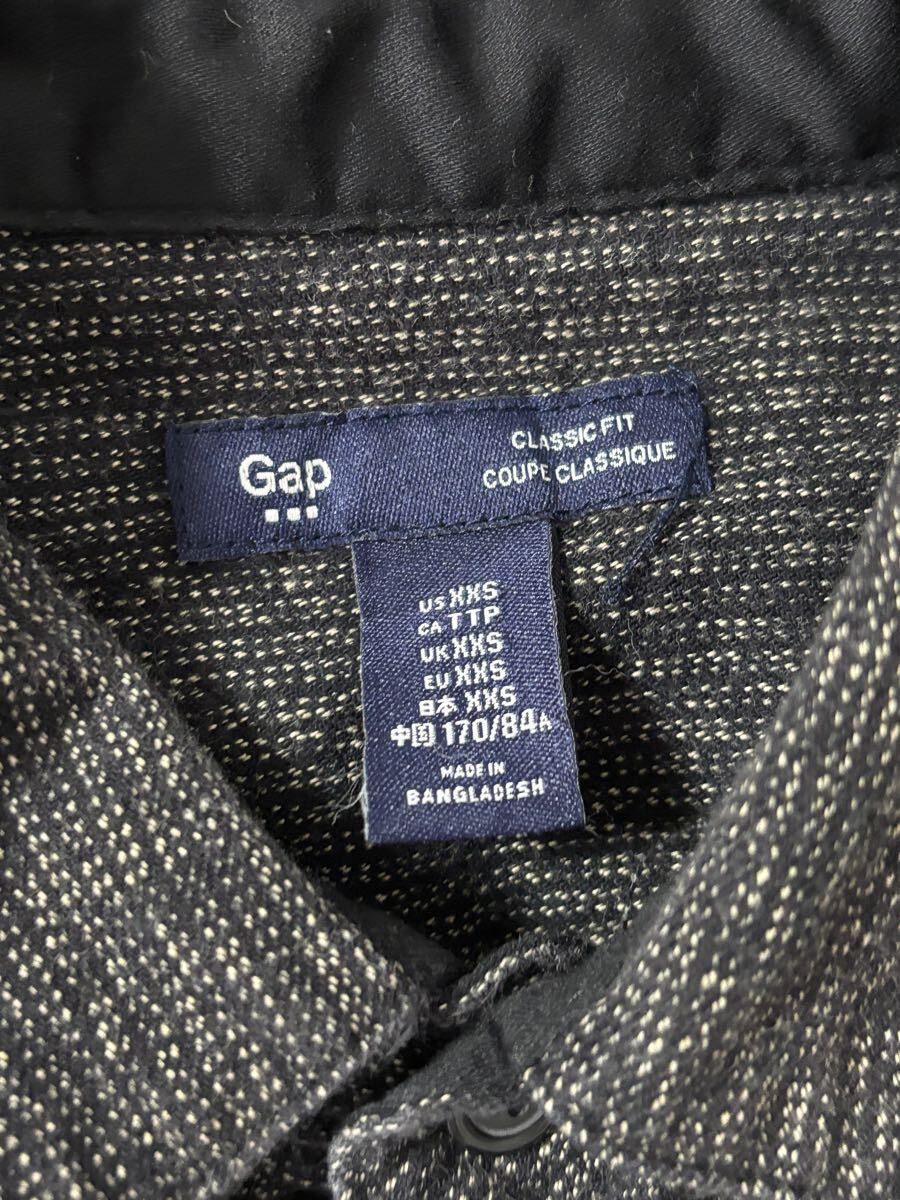 Gap
CLASSIC FIT
COUPE CLASSIQUE
US XXS
CA TTP
UK XXS
EU XXS
日本 XXS
中国 170/84A
MADE IN
BANGLADESH